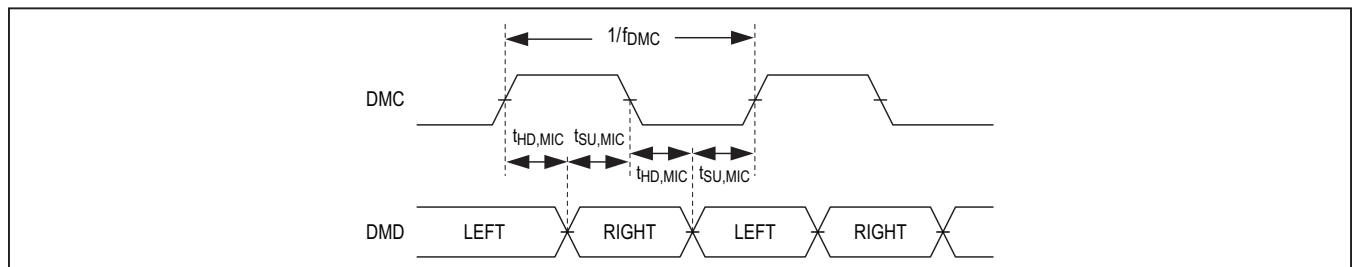 1/fDMC
DMC
tHD,MIC tSU,MIC
tHD,MIC tSU,MIC
DMD LEFT RIGHT LEFT RIGHT